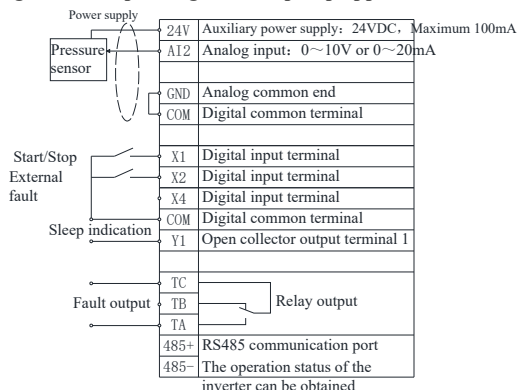 Power supply
24V Auxiliary power supply：24VDC，Maximum 100mA
Pressure sensor
AI2 Analog input：0～10V or 0～20mA
GND Analog common end
COM Digital common terminal
Start/Stop
X1 Digital input terminal
External fault
X2 Digital input terminal
X4 Digital input terminal
COM Digital common terminal
Sleep indication
Y1 Open collector output terminal 1
TC
Fault output
TB
Relay output
TA
485+ RS485 communication port
485- The operation status of the
inverter can be obtained